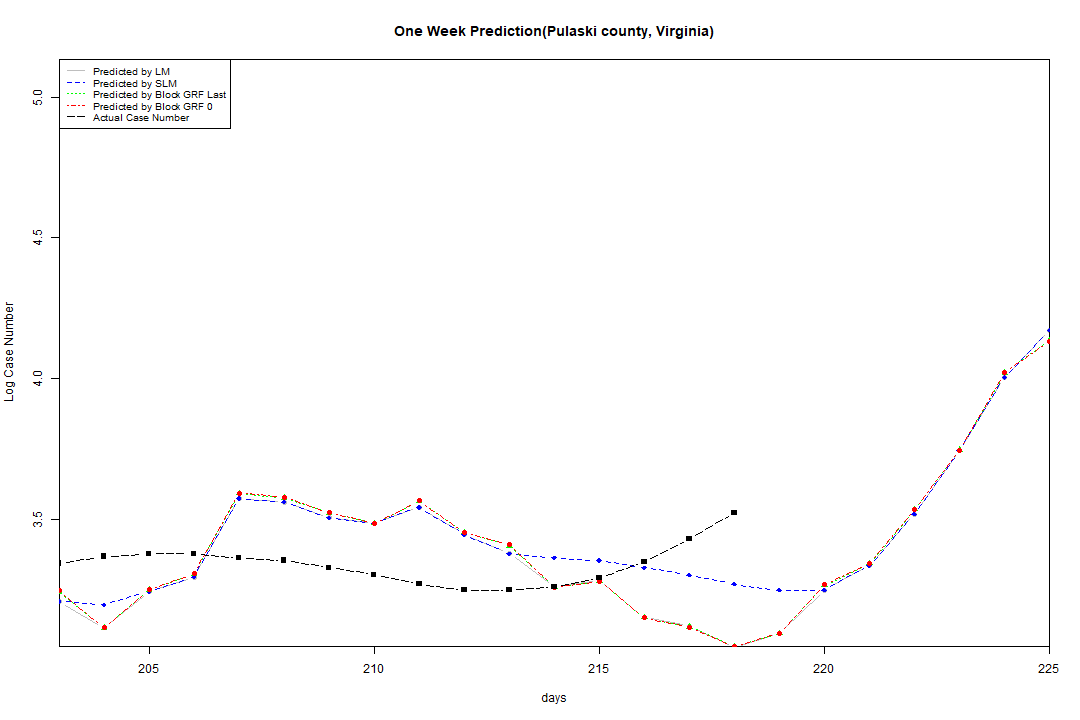 One Week Prediction(Pulaski county, Virginia)
Predicted by LM
Predicted by SLM
Predicted by Block GRF Last
Predicted by Block GRF 0
Actual Case Number
Log Case Number
5.0
4.5
4.0
3.5
205 210 215 220 225
days